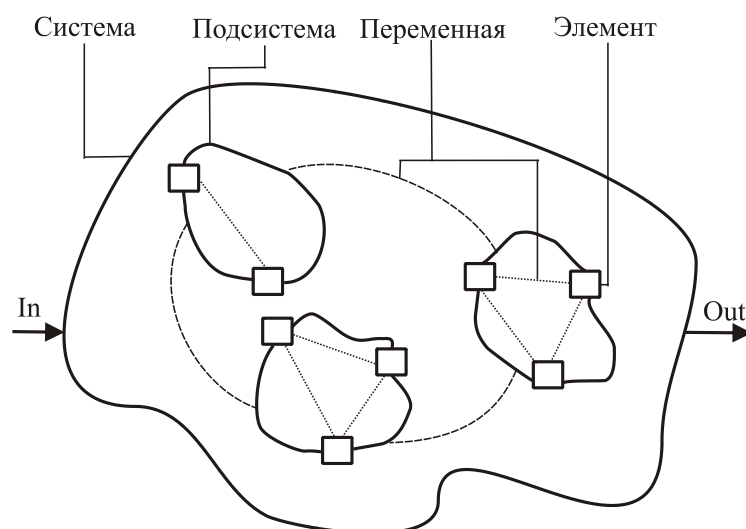 Система
Подсистема
Переменная
Элемент
In
Out